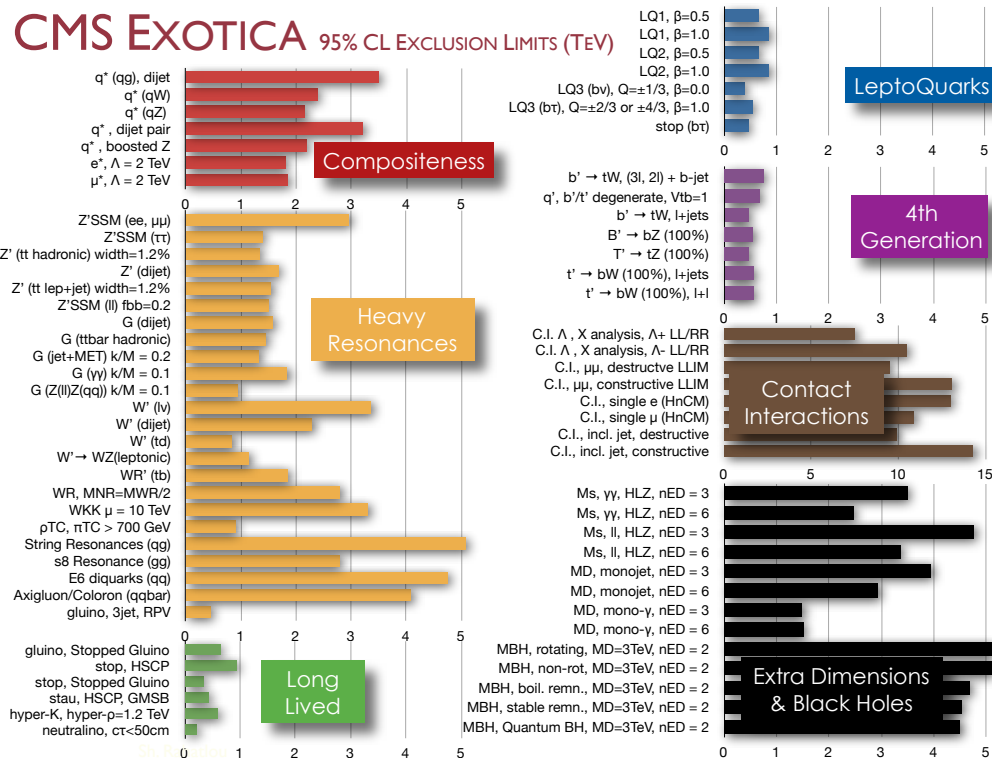 CMS EXOTICA 95% CL EXCLUSION LIMITS (TEV)
q* (qg), dijet
q* (qW)
q* (qZ)
q* , dijet pair
q* , boosted Z
e*, Λ = 2 TeV
μ*, Λ = 2 TeV
Compositeness
0 1 2 3 4 5
Z'SSM (ee, μμ)
Z'SSM (ττ)
Z' (tt hadronic) width=1.2%
Z' (dijet)
Z' (tt lep+jet) width=1.2%
Z'SSM (ll) fbb=0.2
G (dijet)
G (ttbar hadronic)
G (jet+MET) k/M = 0.2
G (γγ) k/M = 0.1
G (Z(ll)Z(qq)) k/M = 0.1
W' (lν)
W' (dijet)
W' (td)
W'→ WZ(leptonic)
WR' (tb)
WR, MNR=MWR/2
WKK μ = 10 TeV
ρTC, πTC > 700 GeV
String Resonances (qg)
s8 Resonance (gg)
E6 diquarks (qq)
Axigluon/Coloron (qqbar)
gluino, 3jet, RPV
Heavy
Resonances
0 1 2 3 4 5
gluino, Stopped Gluino
stop, HSCP
stop, Stopped Gluino
stau, HSCP, GMSB
hyper-K, hyper-ρ=1.2 TeV
neutralino, cτ<50cm
Long
Lived
0 1 2 3 4 5
LQ1, β=0.5
LQ1, β=1.0
LQ2, β=0.5
LQ2, β=1.0
LQ3 (bν), Q=±1/3, β=0.0
LQ3 (bτ), Q=±2/3 or ±4/3, β=1.0
stop (bτ)
LeptoQuarks
0 1 2 3 4 5
b' → tW, (3l, 2l) + b-jet
q', b'/t' degenerate, Vtb=1
b' → tW, l+jets
B' → bZ (100%)
T' → tZ (100%)
t' → bW (100%), l+jets
t' → bW (100%), l+l
4th
Generation
0 1 2 3 4 5
C.I. Λ , X analysis, Λ+ LL/RR
C.I. Λ , X analysis, Λ- LL/RR
C.I., μμ, destructve LLIM
C.I., μμ, constructve LLIM
C.I., single e (HnCM)
C.I., single μ (HnCM)
C.I., incl. jet, destructive
C.I., incl. jet, constructive
Contact
Interactions
0 5 10 15
Ms, γγ, HLZ, nED = 3
Ms, γγ, HLZ, nED = 6
Ms, ll, HLZ, nED = 3
Ms, ll, HLZ, nED = 6
MD, monojet, nED = 3
MD, monojet, nED = 6
MD, mono-γ, nED = 3
MD, mono-γ, nED = 6
MBH, rotating, MD=3TeV, nED = 2
MBH, non-rot, MD=3TeV, nED = 2
MBH, boil. remn., MD=3TeV, nED = 2
MBH, stable remn., MD=3TeV, nED = 2
MBH, Quantum BH, MD=3TeV, nED = 2
Extra Dimensions
& Black Holes
0 1 2 3 4 5